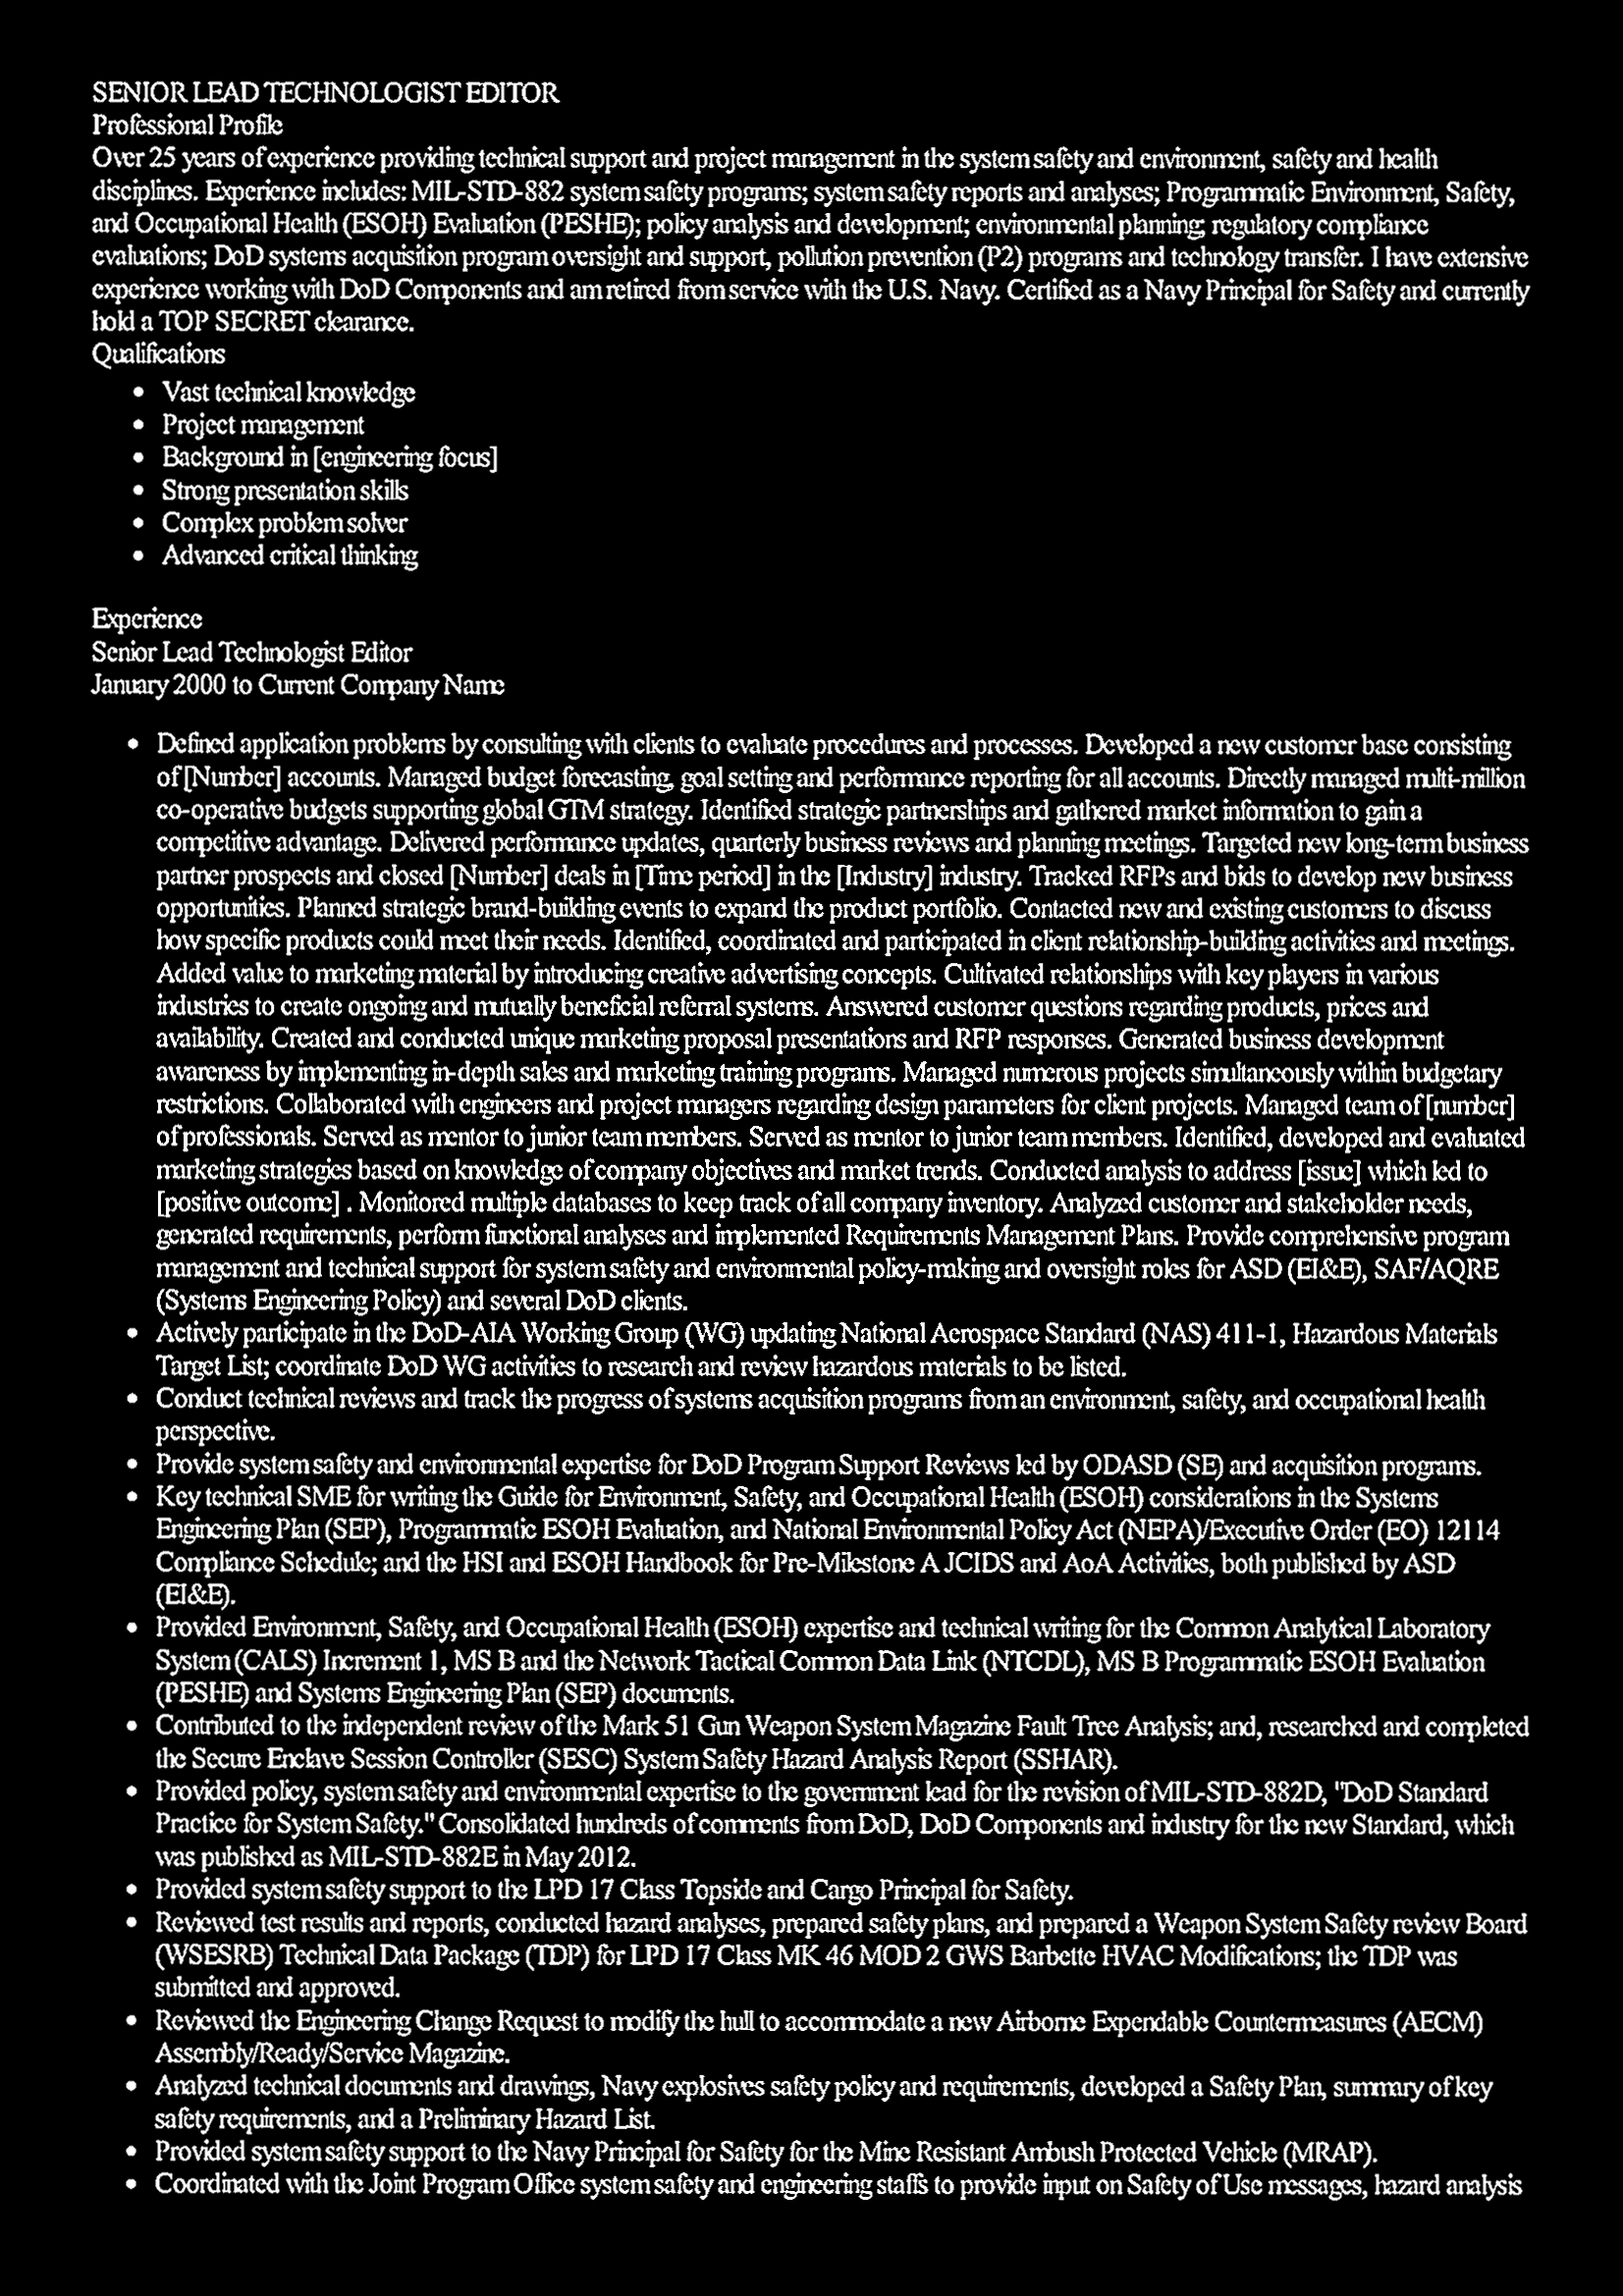 SENIOR LEAD TECHNOLOGIST EDITOR
Professional Profile
Over 25 years of experience providing technical support and project management in the system safety and environment, safety and health
disciplines. Experience includes: MIL-STD-882 system safety programs; system safety reports and analyses; Programmatic Environment, Safety,
and Occupational Health (ESOH) Evaluation (PESHE); policy analysis and development; environmental planning; regulatory compliance
evaluations; DoD systems acquisition program oversight and support, pollution prevention (P2) programs and technology transfer. I have extensive
experience working with DoD Components and am retired from service with the U.S. Navy. Certified as a Navy Principal for Safety and currently
hold a TOP SECRET clearance.
Qualifications
• Vast technical knowledge
• Project management
• Background in [engineering focus]
• Strong presentation skills
• Complex problem solver
• Advanced critical thinking
Experience
Senior Lead Technologist Editor
January 2000 to Current Company Name
• Defined application problems by consulting with clients to evaluate procedures and processes. Developed a new customer base consisting
of [Number] accounts. Managed budget forecasting, goal setting and performance reporting for all accounts. Directly managed multi-million
co-operative budgets supporting global GTM strategy. Identified strategic partnerships and gathered market information to gain a
competitive advantage. Delivered performance updates, quarterly business reviews and planning meetings. Targeted new long-term business
partner prospects and closed [Number] deals in [Time period] in the [Industry] industry. Tracked RFPs and bids to develop new business
opportunities. Planned strategic brand-building events to expand the product portfolio. Contacted new and existing customers to discuss
how specific products could meet their needs. Identified, coordinated and participated in client relationship-building activities and meetings.
Added value to marketing material by introducing creative advertising concepts. Cultivated relationships with key players in various
industries to create ongoing and mutually beneficial referral systems. Answered customer questions regarding products, prices and
availability. Created and conducted unique marketing proposal presentations and RFP responses. Generated business development
awareness by implementing in-depth sales and marketing training programs. Managed numerous projects simultaneously within budgetary
restrictions. Collaborated with engineers and project managers regarding design parameters for client projects. Managed team of [number]
of professionals. Served as mentor to junior team members. Served as mentor to junior team members. Identified, developed and evaluated
marketing strategies based on knowledge of company objectives and market trends. Conducted analysis to address [issue] which led to
[positive outcome] . Monitored multiple databases to keep track of all company inventory. Analyzed customer and stakeholder needs,
generated requirements, perform functional analyses and implemented Requirements Management Plans. Provide comprehensive program
management and technical support for system safety and environmental policy-making and oversight roles for ASD (EI&E), SAF/AQRE
(Systems Engineering Policy) and several DoD clients.
• Actively participate in the DoD-AIA Working Group (WG) updating National Aerospace Standard (NAS) 411-1, Hazardous Materials
Target List; coordinate DoD WG activities to research and review hazardous materials to be listed.
• Conduct technical reviews and track the progress of systems acquisition programs from an environment, safety, and occupational health
perspective.
• Provide system safety and environmental expertise for DoD Program Support Reviews led by ODASD (SE) and acquisition programs.
• Key technical SME for writing the Guide for Environment, Safety, and Occupational Health (ESOH) considerations in the Systems
Engineering Plan (SEP), Programmatic ESOH Evaluation, and National Environmental Policy Act (NEPA)/Executive Order (EO) 12114
Compliance Schedule; and the HSI and ESOH Handbook for Pre-Milestone A JCIDS and AoA Activities, both published by ASD
(EI&E).
• Provided Environment, Safety, and Occupational Health (ESOH) expertise and technical writing for the Common Analytical Laboratory
System (CALS) Increment 1, MS B and the Network Tactical Common Data Link (NTCDL), MS B Programmatic ESOH Evaluation
(PESHE) and Systems Engineering Plan (SEP) documents.
• Contributed to the independent review of the Mark 51 Gun Weapon System Magazine Fault Tree Analysis; and, researched and completed
the Secure Enclave Session Controller (SESC) System Safety Hazard Analysis Report (SSHAR).
• Provided policy, system safety and environmental expertise to the government lead for the revision of MIL-STD-882D, "DoD Standard
Practice for System Safety." Consolidated hundreds of comments from DoD, DoD Components and industry for the new Standard, which
was published as MIL-STD-882E in May 2012.
• Provided system safety support to the LPD 17 Class Topside and Cargo Principal for Safety.
• Reviewed test results and reports, conducted hazard analyses, prepared safety plans, and prepared a Weapon System Safety review Board
(WSESRB) Technical Data Package (TDP) for LPD 17 Class MK 46 MOD 2 GWS Barbette HVAC Modifications; the TDP was
submitted and approved.
• Reviewed the Engineering Change Request to modify the hull to accommodate a new Airborne Expendable Countermeasures (AECM)
Assembly/Ready/Service Magazine.
• Analyzed technical documents and drawings, Navy explosives safety policy and requirements, developed a Safety Plan, summary of key
safety requirements, and a Preliminary Hazard List.
• Provided system safety support to the Navy Principal for Safety for the Mine Resistant Ambush Protected Vehicle (MRAP).
• Coordinated with the Joint Program Office system safety and engineering staffs to provide input on Safety of Use messages, hazard analysis